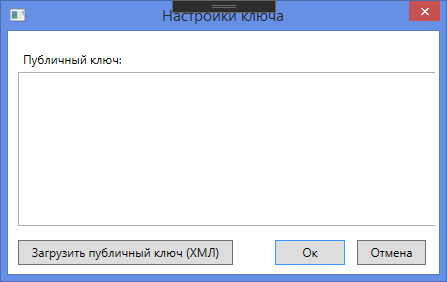 Настройки ключа
Публичный ключ:
Загрузить публичный ключ (ХМЛ)
Ок
Отмена